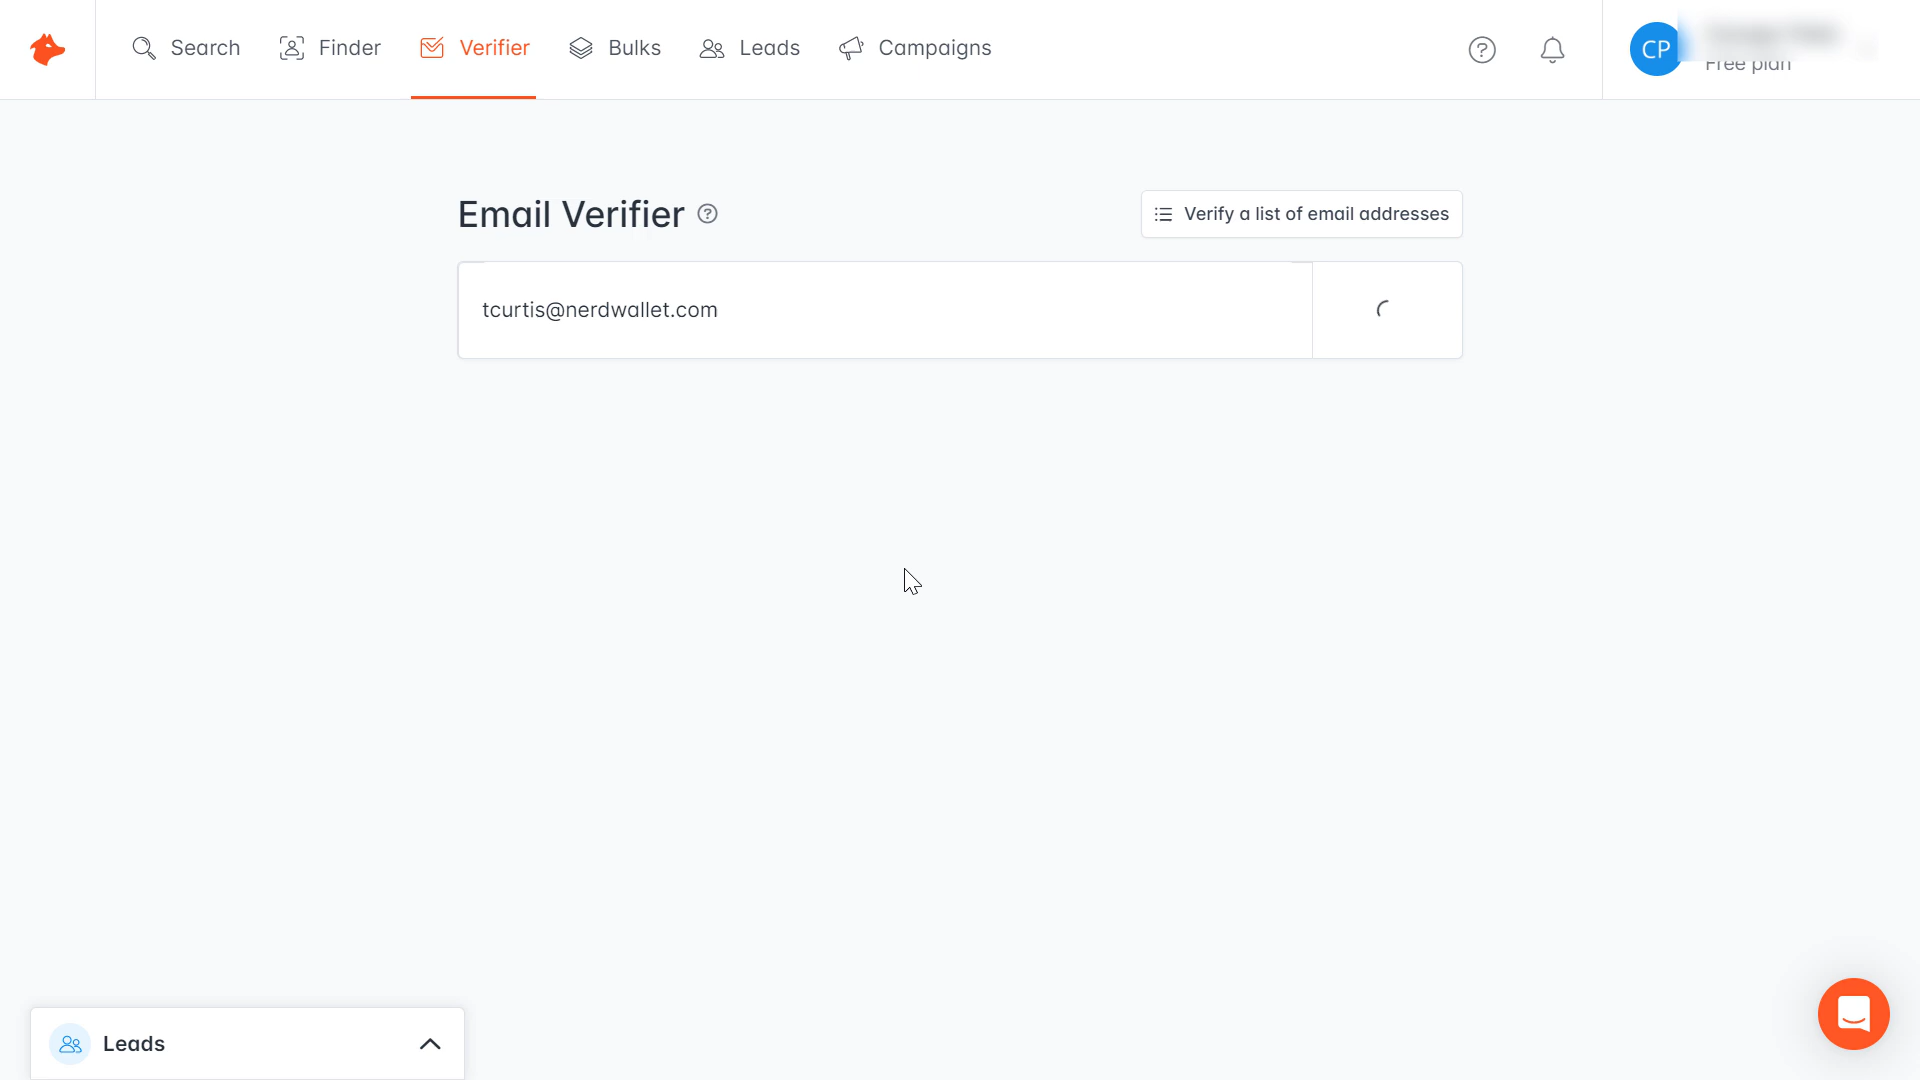 Search
Finder
Verifier
Bulks
Leads
Campaigns
CP
Free plan
Email Verifier
Verify a list of email addresses
tcurtis@nerdwallet.com
Leads